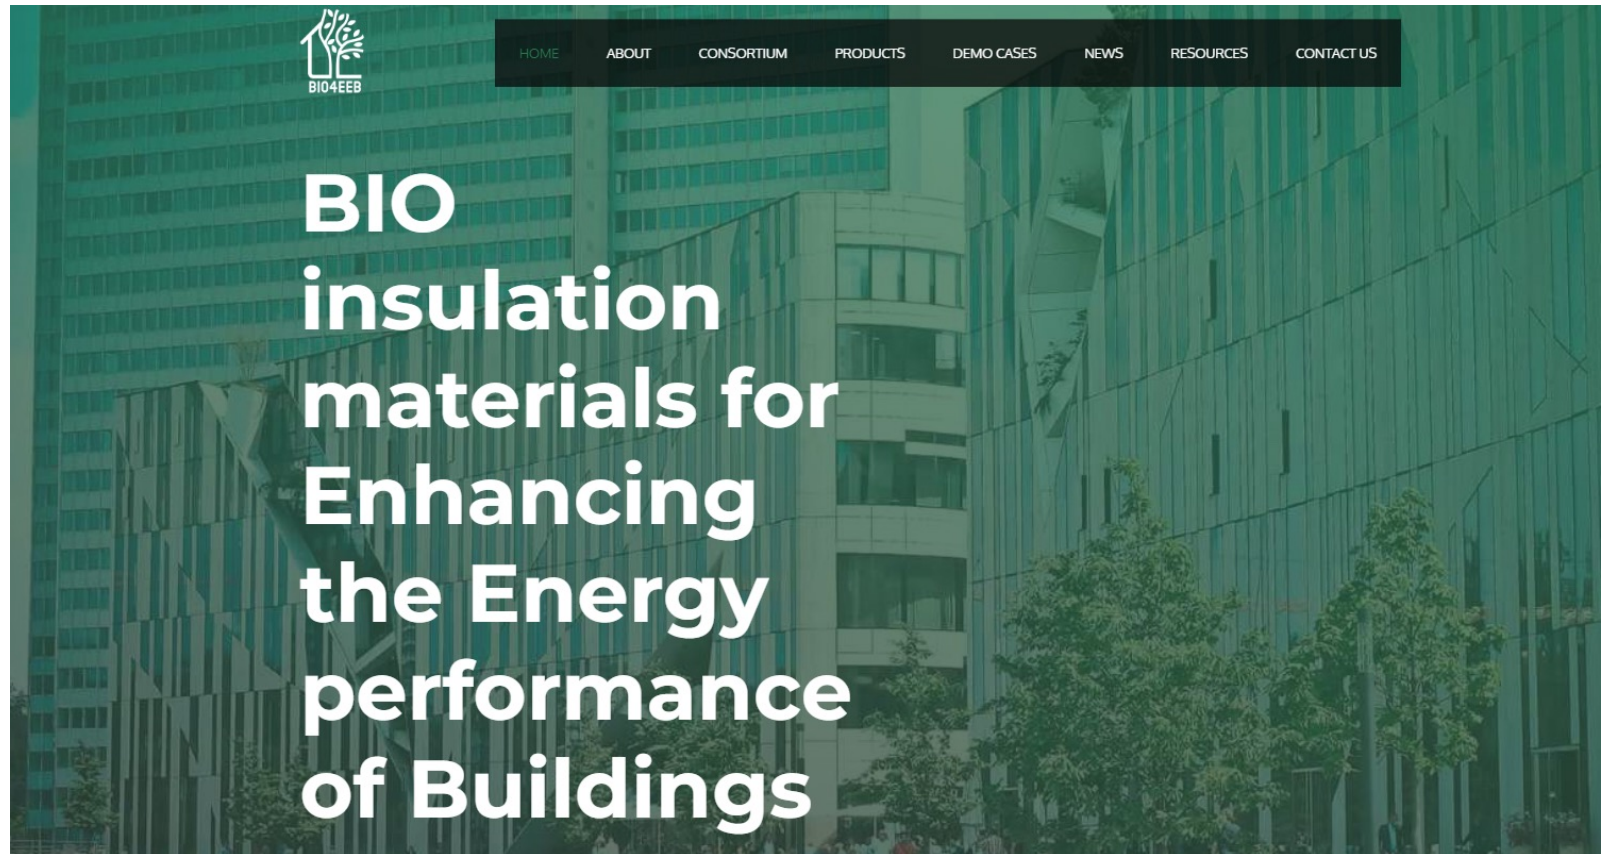 BIO4EEB
HOME ABOUT CONSORTIUM PRODUCTS DEMO CASES NEWS RESOURCES CONTACT US
BIO
insulation
materials for
Enhancing
the Energy
performance
of Buildings